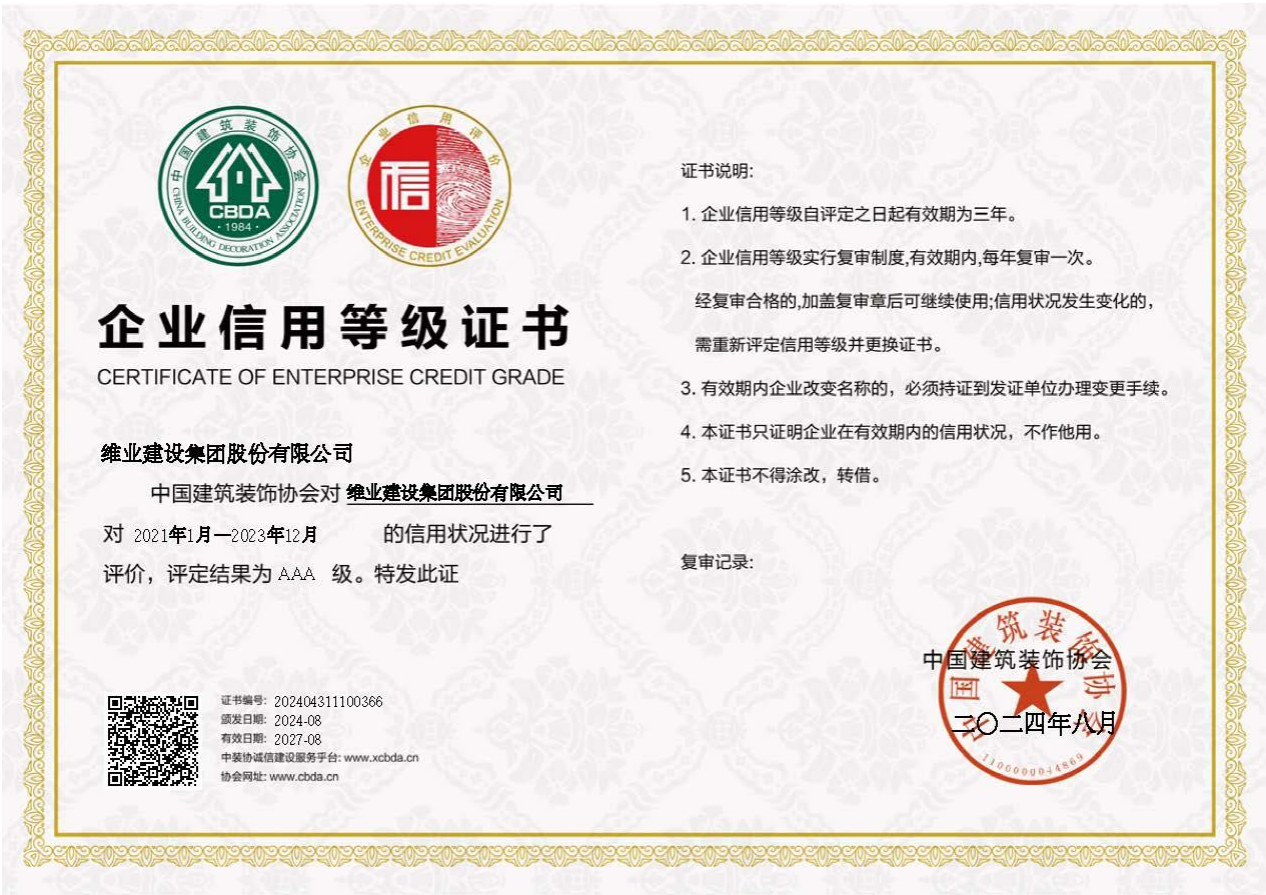 中国建筑装饰协会
CBDA
·1984·
CHINA BUILDING DECORATION ASSOCIATION
企业信用评价
信
ENTERPRISE CREDIT EVALUATION
企业信用等级证书
CERTIFICATE OF ENTERPRISE CREDIT GRADE
维业建设集团股份有限公司
中国建筑装饰协会对 维业建设集团股份有限公司
对 2021年1月—2023年12月 的信用状况进行了
评价，评定结果为 AAA 级。特发此证
证书编号: 202404311100366
颁发日期: 2024-08
有效日期: 2027-08
中装协诚信建设服务平台: www.xcbda.cn
协会网址: www.cbda.cn
证书说明:
1. 企业信用等级自评定之日起有效期为三年。
2. 企业信用等级实行复审制度,有效期内,每年复审一次。
经复审合格的,加盖复审章后可继续使用;信用状况发生变化的，
需重新评定信用等级并更换证书。
3. 有效期内企业改变名称的，必须持证到发证单位办理变更手续。
4. 本证书只证明企业在有效期内的信用状况，不作他用。
5. 本证书不得涂改，转借。
复审记录:
中国建筑装饰协会
二〇二四年八月
中国建筑装饰协会